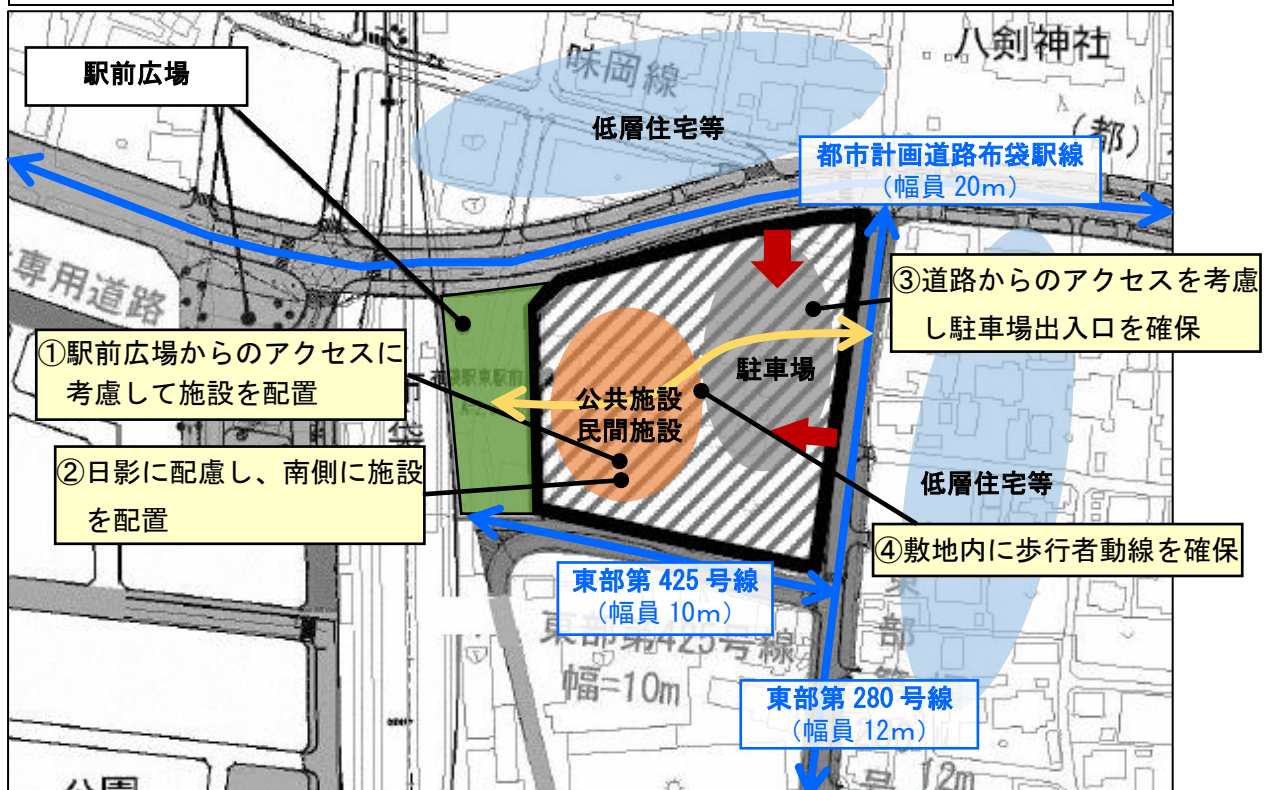 八剣神社
味岡線
駅前広場
低層住宅等
(都)
都市計画道路布袋駅線
(幅員 20m)
専用道路
③道路からのアクセスを考慮
し駐車場出入口を確保
①駅前広場からのアクセスに
考慮して施設を配置
駐車場
公共施設
民間施設
②日影に配慮し、南側に施設
を配置
低層住宅等
④敷地内に歩行者動線を確保
東部第 425 号線
(幅員 10m)
東部第425号線
幅=10m
東部第 280 号線
(幅員 12m)
12m
公園